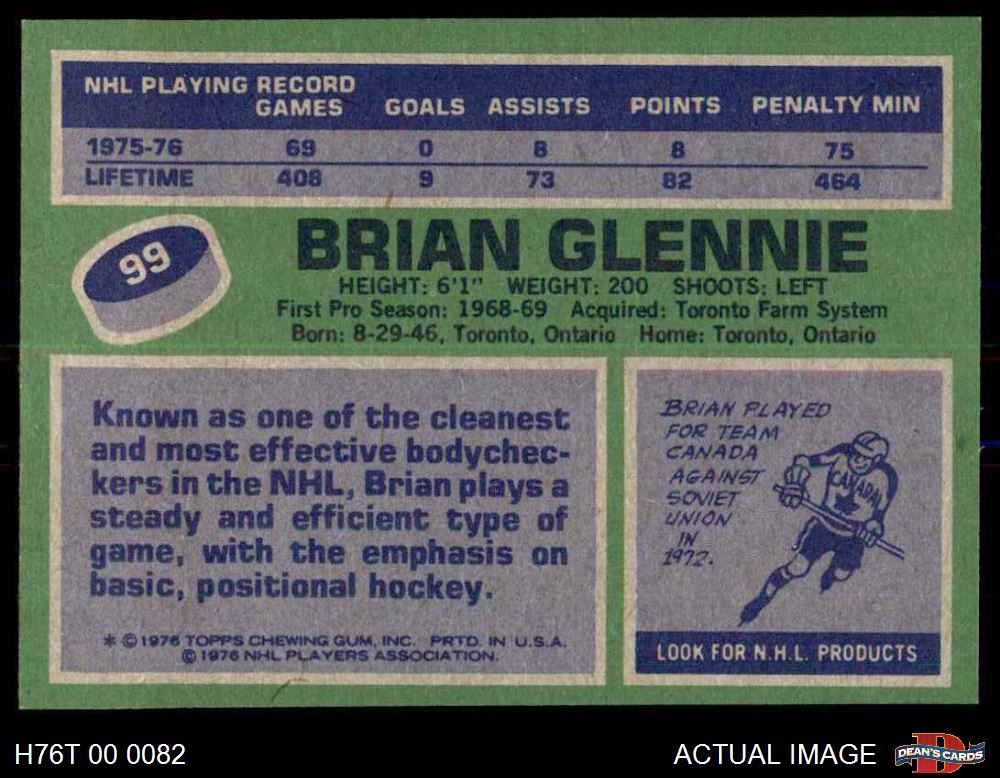 NHL PLAYING RECORD
GAMES GOALS ASSISTS POINTS PENALTY MIN
1975-76 69 0 8 8 75
LIFETIME 408 9 73 82 464
99
BRIAN GLENNIE
HEIGHT: 6'1" WEIGHT: 200 SHOOTS: LEFT
First Pro Season: 1968-69 Acquired: Toronto Farm System
Born: 8-29-46, Toronto, Ontario Home: Toronto, Ontario
Known as one of the cleanest
and most effective bodychec-
kers in the NHL, Brian plays a
steady and efficient type of
game, with the emphasis on
basic, positional hockey.
* © 1976 TOPPS CHEWING GUM, INC. PRTD. IN U.S.A.
© 1976 NHL PLAYERS ASSOCIATION.
BRIAN PLAYED
FOR TEAM
CANADA
AGAINST
SOVIET
UNION
IN
1972.
CANADA
LOOK FOR N.H.L. PRODUCTS
H76T 00 0082
ACTUAL IMAGE
DEAN'S CARDS